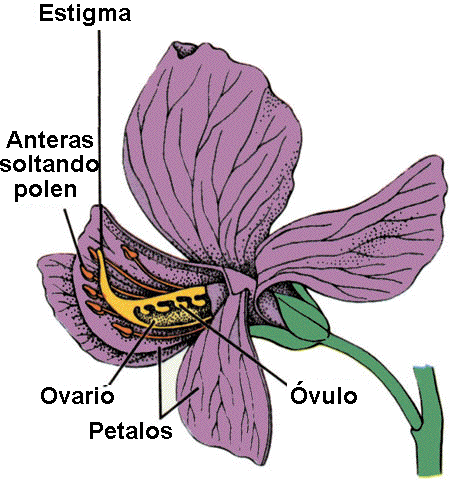 Estigma
Anteras
soltando
polen
Ovario
Óvulo
Petalos